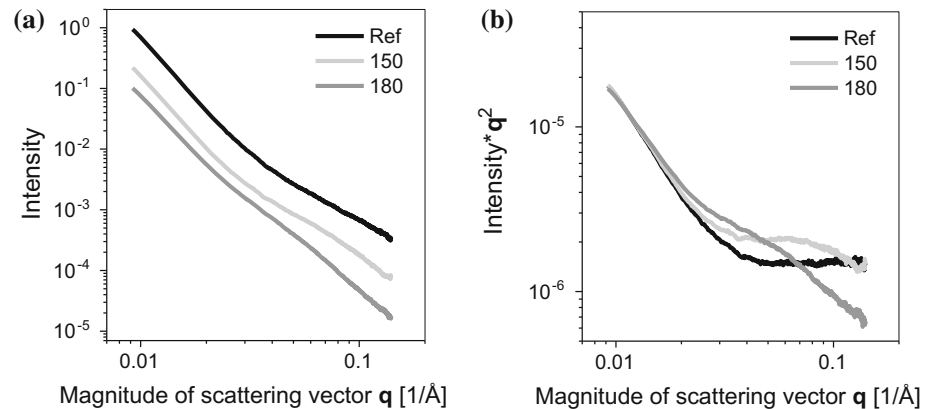 (a)
10^0
10^-1
10^-2
10^-3
10^-4
10^-5
Intensity
Ref
150
180
0.01 0.1
Magnitude of scattering vector q [1/Å]
(b)
10^-5
10^-6
Intensity*q^2
Ref
150
180
0.01 0.1
Magnitude of scattering vector q [1/Å]